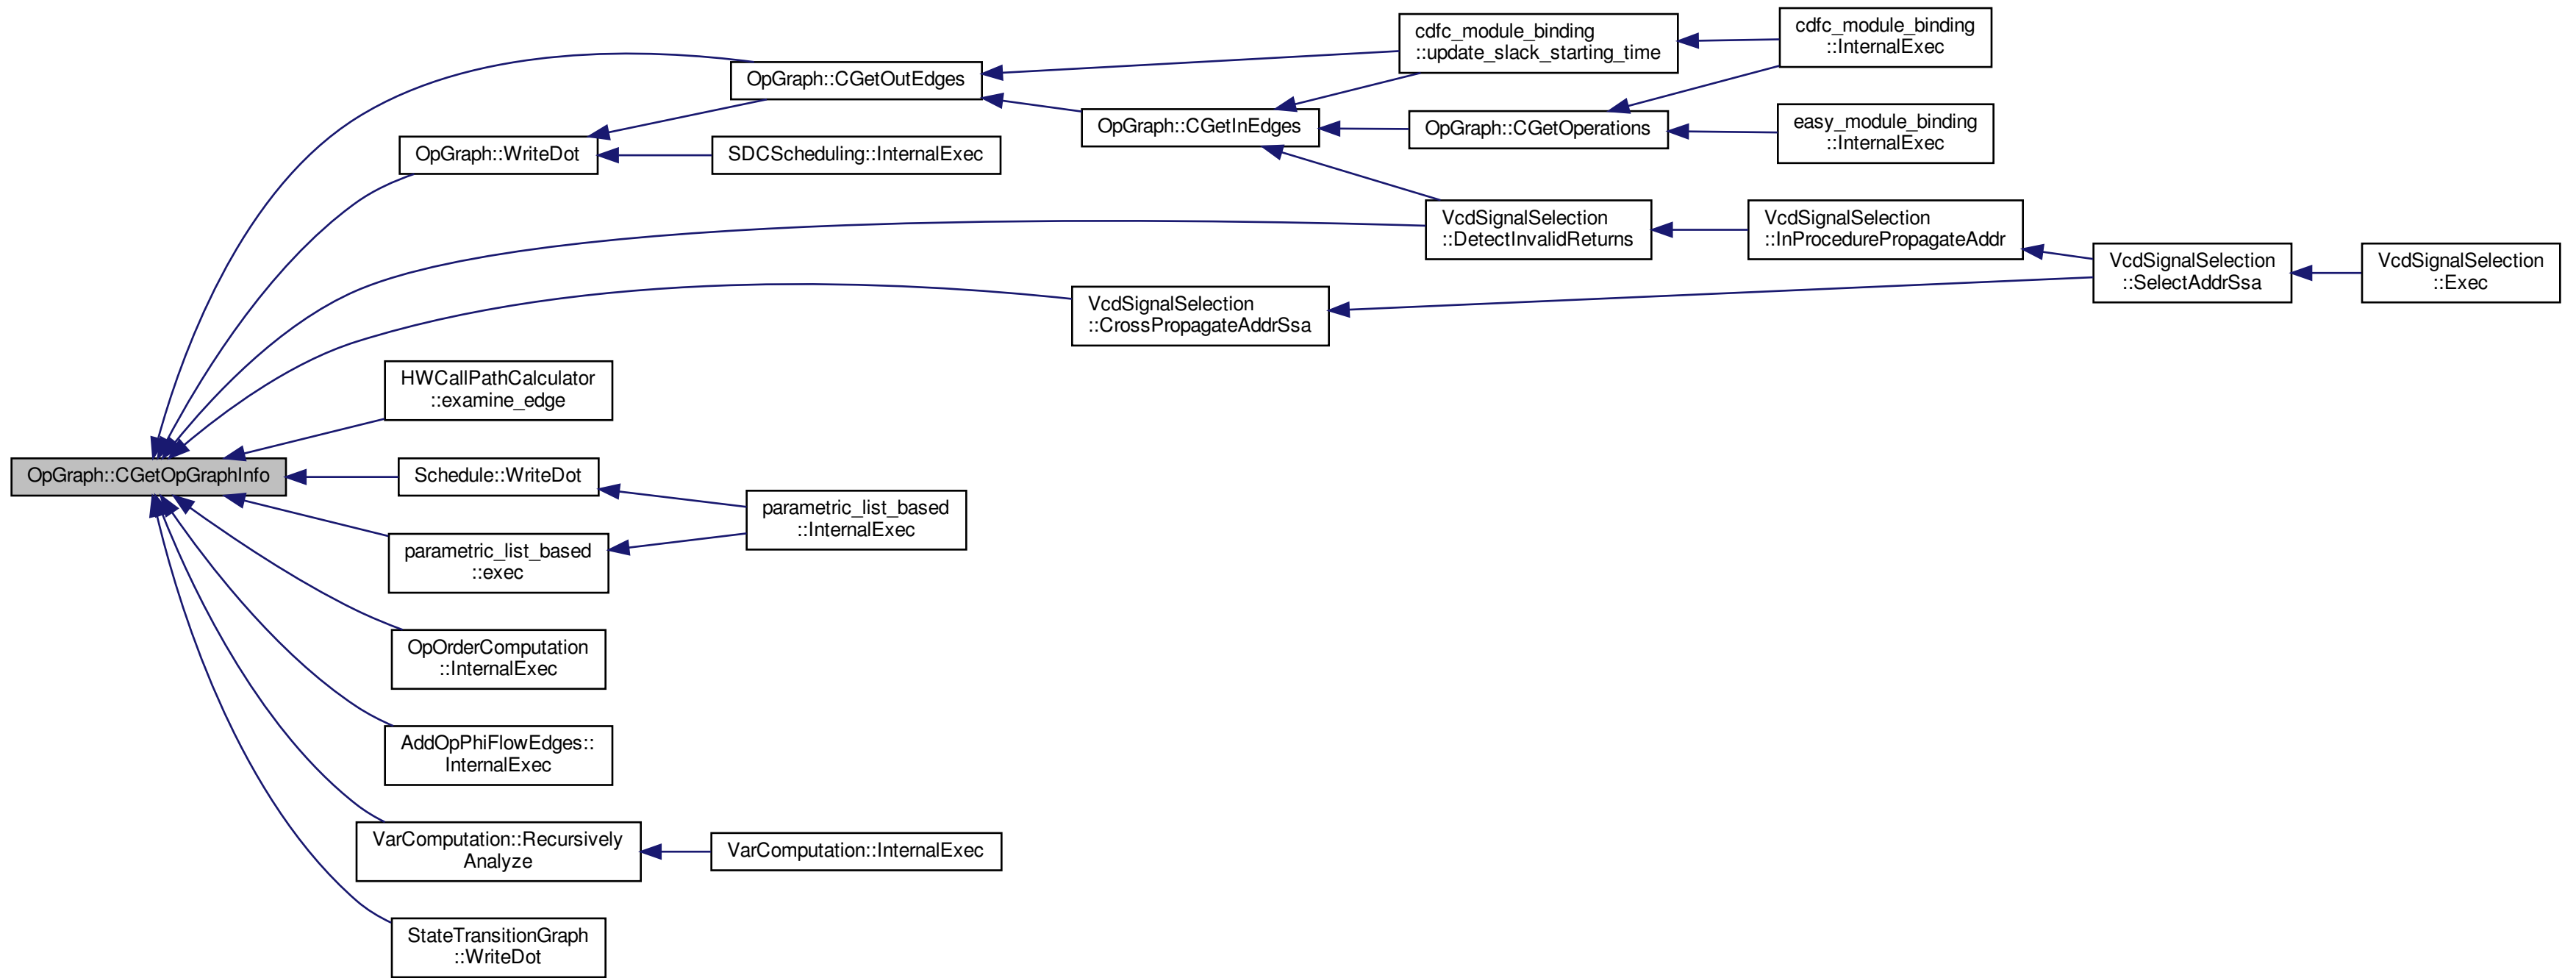 cdfc_module_binding
::update_slack_starting_time
cdfc_module_binding
::InternalExec
OpGraph::CGetOutEdges
OpGraph::CGetInEdges
OpGraph::CGetOperations
easy_module_binding
::InternalExec
OpGraph::WriteDot
SDCScheduling::InternalExec
VcdSignalSelection
::DetectInvalidReturns
VcdSignalSelection
::InProcedurePropagateAddr
VcdSignalSelection
::SelectAddrSsa
VcdSignalSelection
::Exec
VcdSignalSelection
::CrossPropagateAddrSsa
HWCallPathCalculator
::examine_edge
OpGraph::CGetOpGraphInfo
Schedule::WriteDot
parametric_list_based
::InternalExec
parametric_list_based
::exec
OpOrderComputation
::InternalExec
AddOpPhiFlowEdges::
InternalExec
VarComputation::Recursively
Analyze
VarComputation::InternalExec
StateTransitionGraph
::WriteDot